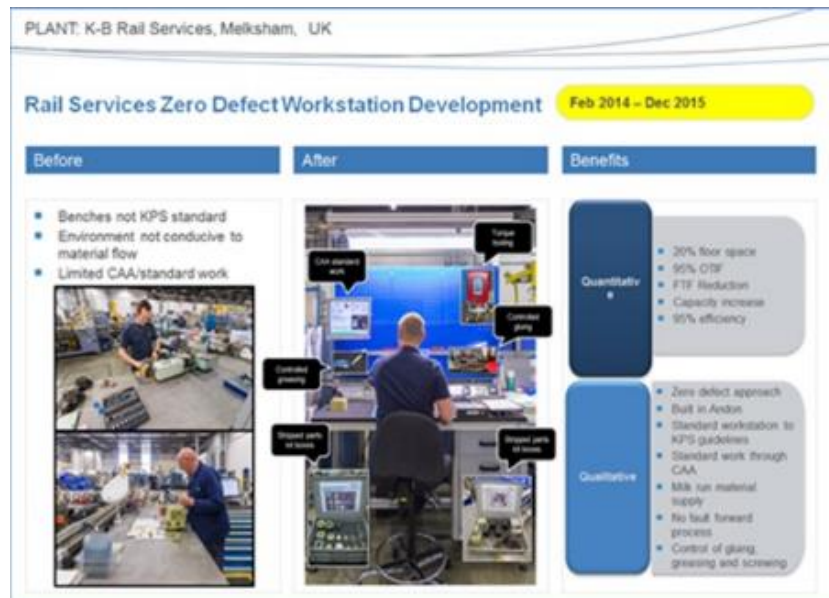 PLANT: K-B Rail Services, Melksham, UK
Rail Services Zero Defect Workstation Development
Feb 2014 – Dec 2015
Before
After
Benefits
Benches not KPS standard
Environment not conducive to
material flow
Limited CAA/standard work
CAA standard
work
Torque
tooling
Controlled
gluing
Controlled
greasing
Stripped parts
kit boxes
Stripped parts
kit boxes
Quantitativ
e
20% floor space
95% OTIF
FTF Reduction
Capacity increase
95% efficiency
Qualitative
Zero defect approach
Built in Andon
Standard workstation to
KPS guidelines
Standard work through
CAA
Milk run material
supply
No fault forward
process
Control of gluing,
greasing and screwing